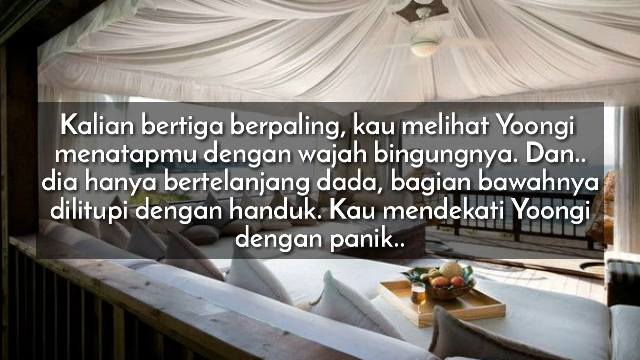 Kalian bertiga berpaling, kau melihat Yoongi
menatapmu dengan wajah bingungnya. Dan..
dia hanya bertelanjang dada, bagian bawahnya
dilitupi dengan handuk. Kau mendekati Yoongi
dengan panik..